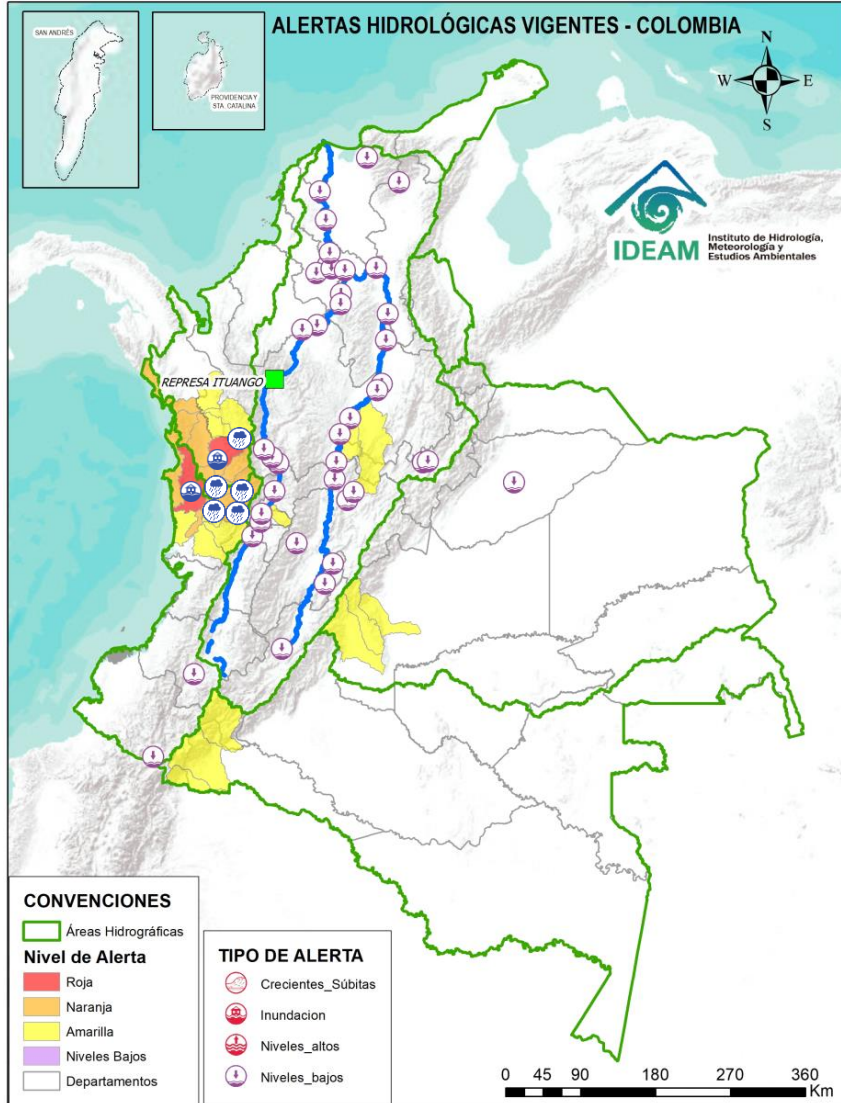 ALERTAS HIDROLÓGICAS VIGENTES - COLOMBIA
SAN ANDRÉS
PROVIDENCIA Y
STA. CATALINA
N
W
E
S
IDEAM
Instituto de Hidrología,
Meteorología y
Estudios Ambientales
REPRESA ITUANGO
CONVENCIONES
Áreas Hidrográficas
Nivel de Alerta
Roja
Naranja
Amarilla
Niveles Bajos
Departamentos
TIPO DE ALERTA
Crecientes_Súbitas
Inundacion
Niveles_altos
Niveles_bajos
0 45 90 180 270 360
Km